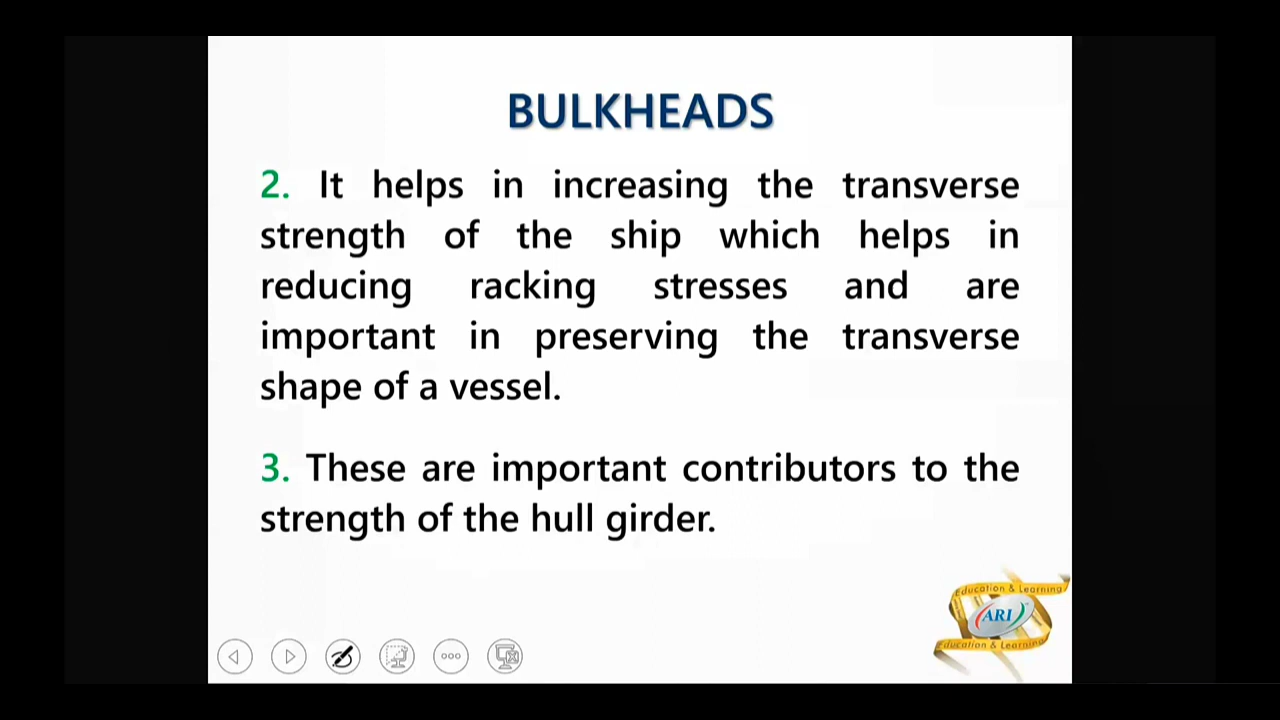 BULKHEADS
2. It helps in increasing the transverse
strength of the ship which helps in
reducing racking stresses and are
important in preserving the transverse
shape of a vessel.
3. These are important contributors to the
strength of the hull girder.
Education & Learning
ARI
Education & Learning